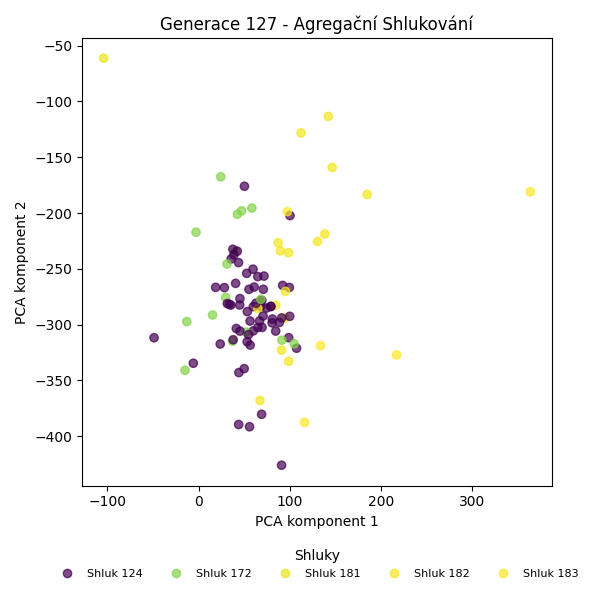 Generace 127 - Agregační Shlukování
PCA komponent 2
−50
−100
−150
−200
−250
−300
−350
−400
−100 0 100 200 300
PCA komponent 1
Shluky
Shluk 124 Shluk 172 Shluk 181 Shluk 182 Shluk 183